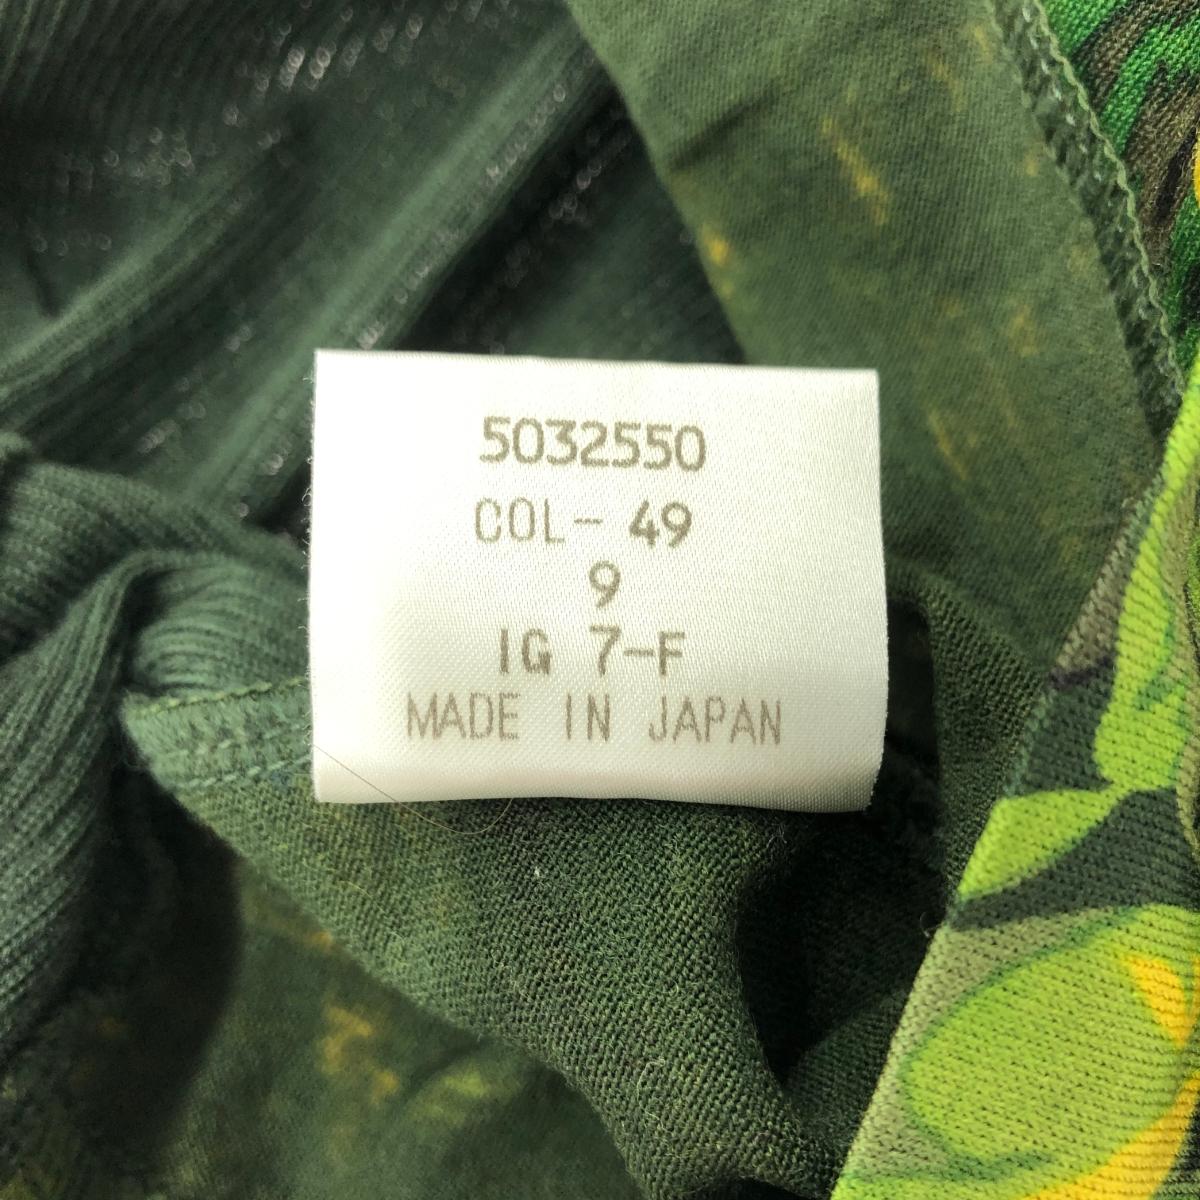 5032550
COL- 49
9
IG 7-F
MADE IN JAPAN